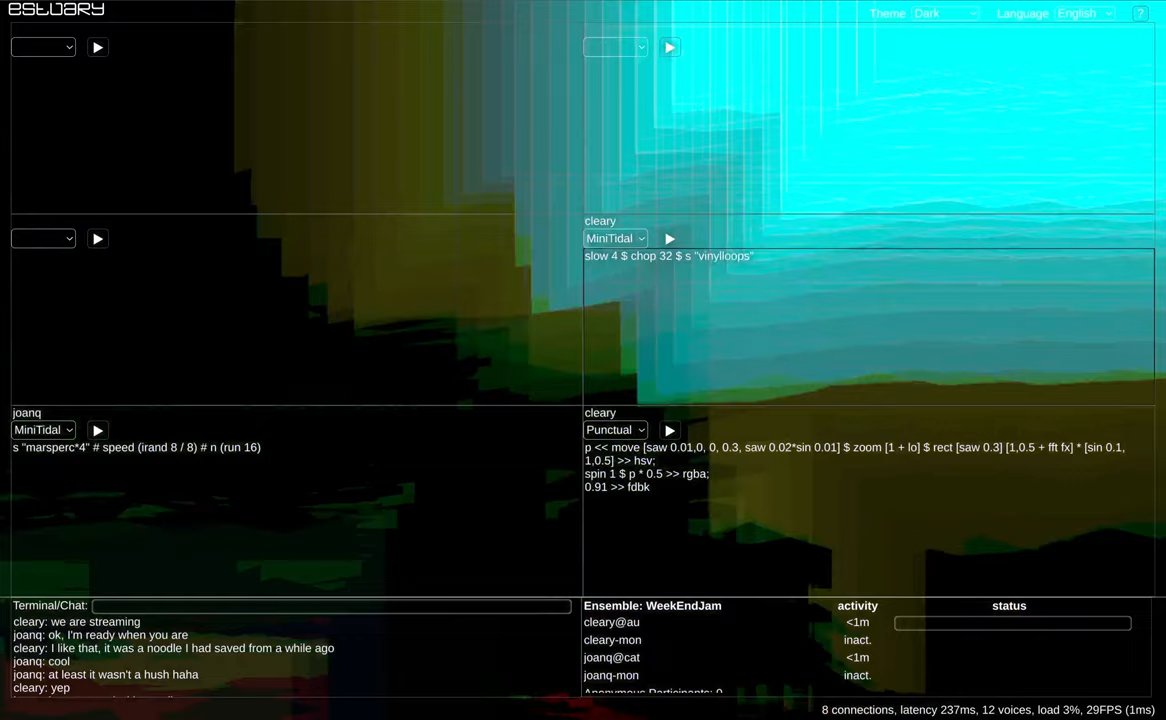 estuary
Theme Dark Language English ?
cleary
MiniTidal
slow 4 $ chop 32 $ s "vinylloops"
joanq
MiniTidal
s "marsperc*4" # speed (irand 8 / 8) # n (run 16)
cleary
Punctual
p << move [saw 0.01,0, 0, 0.3, saw 0.02*sin 0.01] $ zoom [1 + lo] $ rect [saw 0.3] [1,0.5 + fft fx] * [sin 0.1,
1,0.5] >> hsv;
spin 1 $ p * 0.5 >> rgba;
0.91 >> fdbk
Terminal/Chat:
cleary: we are streaming
joanq: ok, I'm ready when you are
cleary: I like that, it was a noodle I had saved from a while ago
joanq: cool
joanq: at least it wasn't a hush haha
cleary: yep
Ensemble: WeekEndJam activity status
cleary@au <1m
cleary-mon inact.
joanq@cat <1m
joanq-mon inact.
Anonymous Participants: 0
8 connections, latency 237ms, 12 voices, load 3%, 29FPS (1ms)